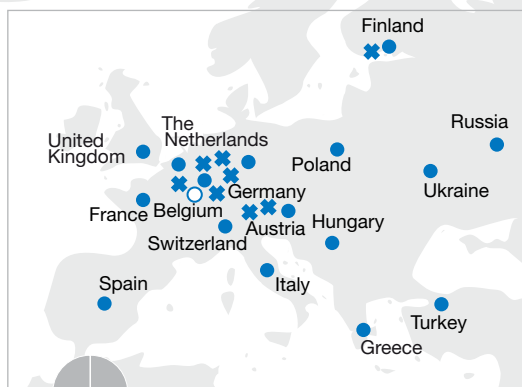 Finland
Russia
The
Netherlands
United
Kingdom
Poland
Ukraine
Germany
France
Belgium
Austria
Hungary
Switzerland
Spain
Italy
Turkey
Greece